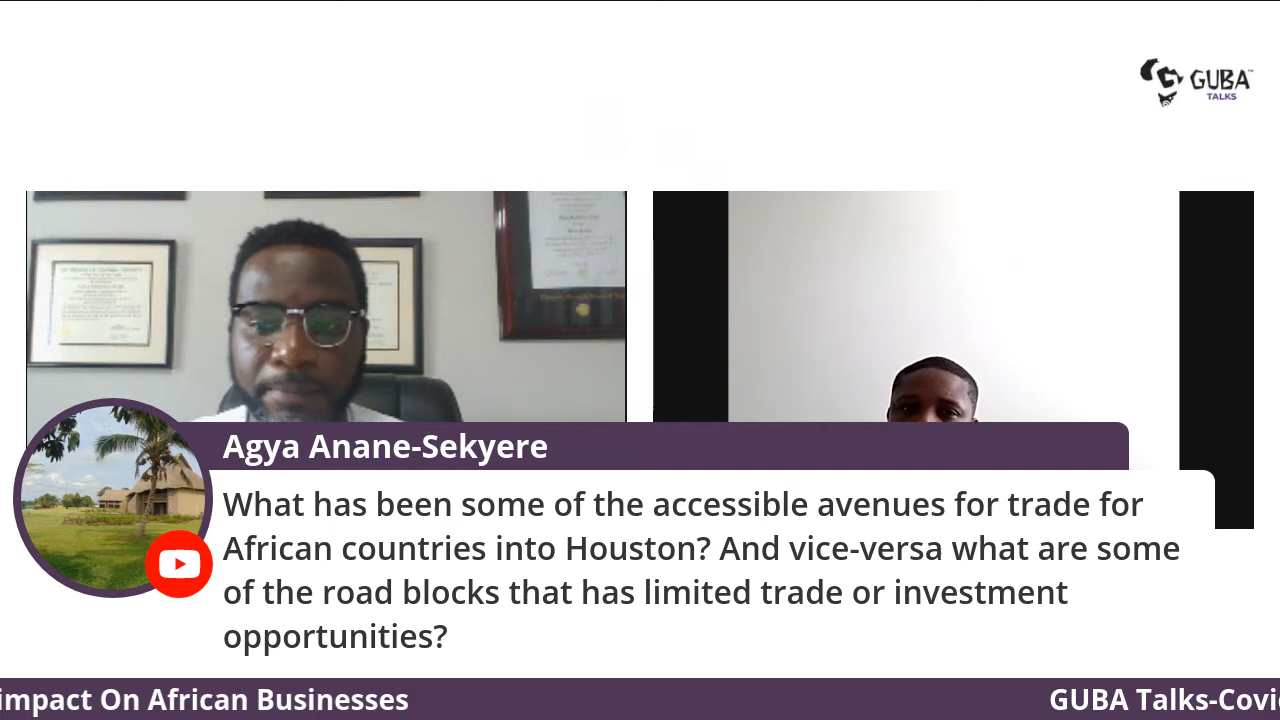 GUBA
TALKS
Agya Anane-Sekyere
What has been some of the accessible avenues for trade for
African countries into Houston? And vice-versa what are some
of the road blocks that has limited trade or investment
opportunities?
impact On African Businesses
GUBA Talks-Covi